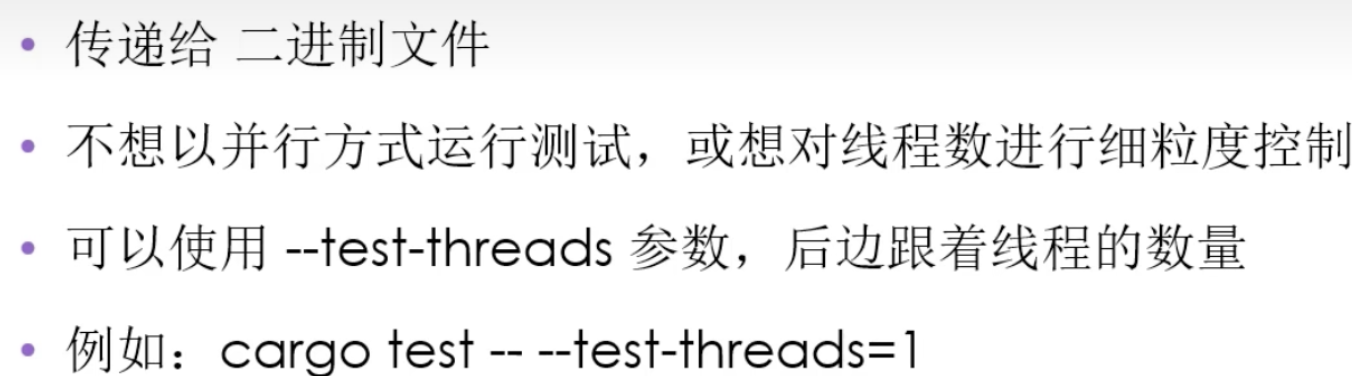 • 传递给 二进制文件
• 不想以并行方式运行测试，或想对线程数进行细粒度控制
• 可以使用 --test-threads 参数，后边跟着线程的数量
• 例如：cargo test -- --test-threads=1